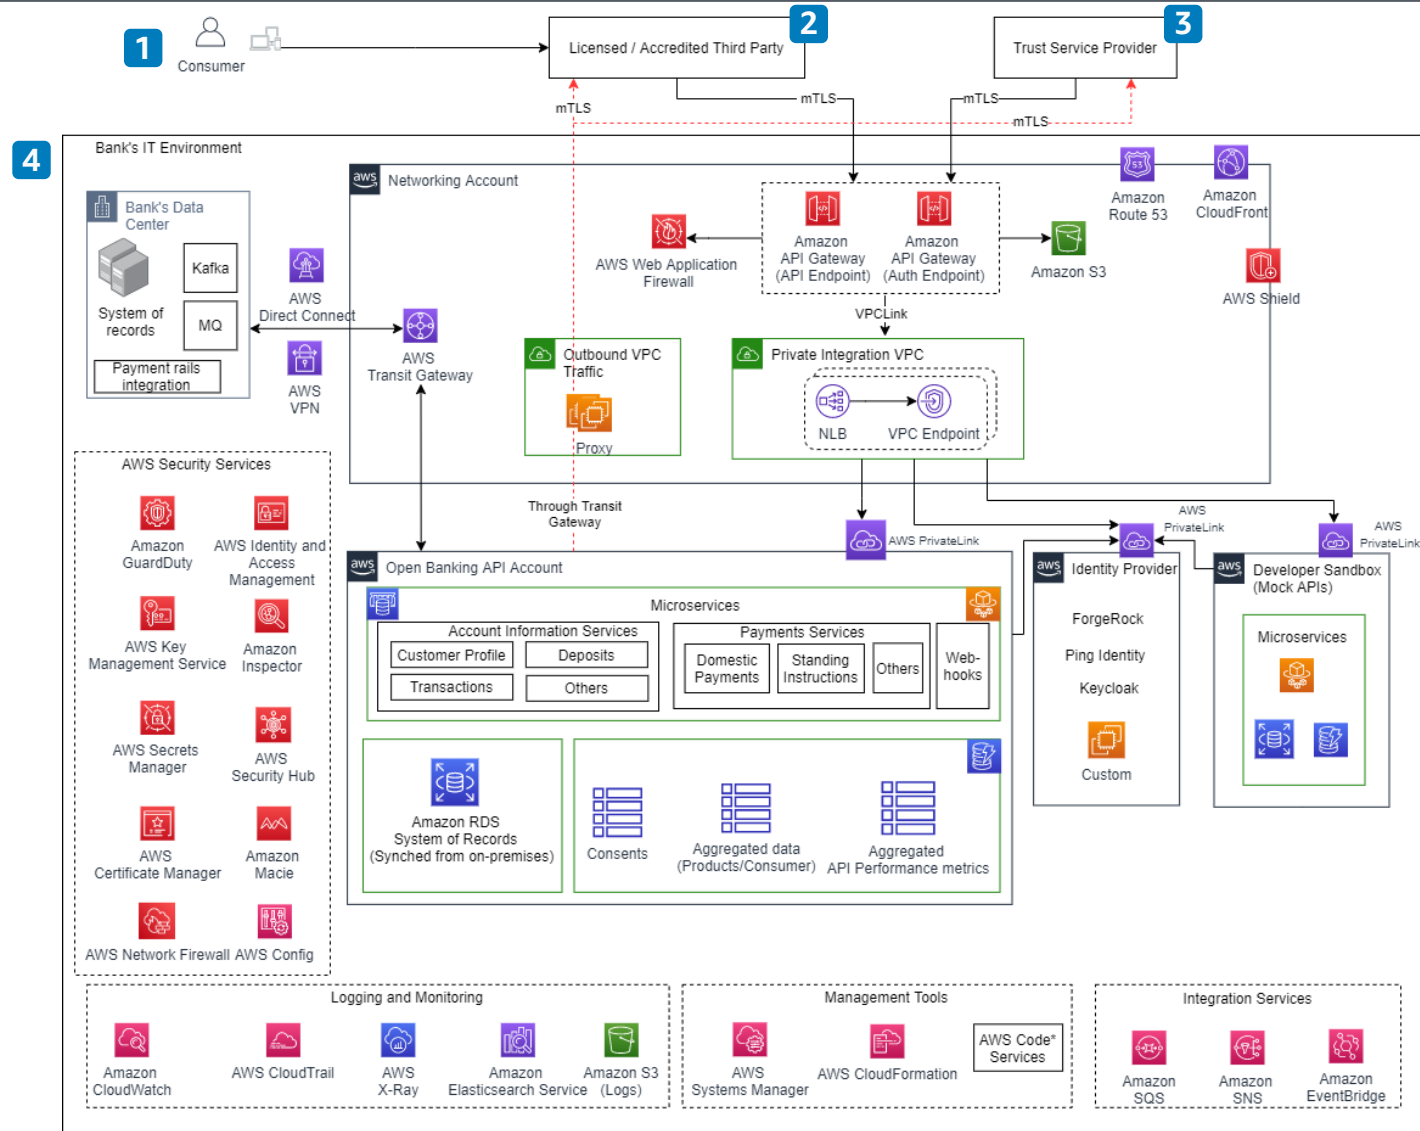 1
Consumer
Licensed / Accredited Third Party
2
Trust Service Provider
3
mTLS
mTLS
mTLS
mTLS
4
Bank's IT Environment
Bank's Data
Center
System of
records
Kafka
MQ
Payment rails
integration
AWS
Direct Connect
AWS
VPN
aws
Networking Account
AWS
Transit Gateway
AWS Web Application
Firewall
Amazon
API Gateway
(API Endpoint)
Amazon
API Gateway
(Auth Endpoint)
Amazon S3
53
Amazon
Route 53
Amazon
CloudFront
AWS Shield
VPCLink
Outbound VPC
Traffic
Proxy
Private Integration VPC
NLB
VPC Endpoint
Through Transit
Gateway
AWS PrivateLink
AWS
PrivateLink
AWS
PrivateLink
AWS Security Services
Amazon
GuardDuty
AWS Identity and
Access
Management
AWS Key
Management Service
Amazon
Inspector
AWS Secrets
Manager
AWS
Security Hub
AWS
Certificate Manager
Amazon
Macie
AWS Network Firewall
AWS Config
aws
Open Banking API Account
Microservices
Account Information Services
Customer Profile
Deposits
Transactions
Others
Payments Services
Domestic
Payments
Standing
Instructions
Others
Web-
hooks
Amazon RDS
System of Records
(Synched from on-premises)
Consents
Aggregated data
(Products/Consumer)
Aggregated
API Performance metrics
aws
Identity Provider
ForgeRock
Ping Identity
Keycloak
Custom
aws
Developer Sandbox
(Mock APIs)
Microservices
Logging and Monitoring
Amazon
CloudWatch
AWS CloudTrail
AWS
X-Ray
Amazon
Elasticsearch Service
Amazon S3
(Logs)
Management Tools
AWS
Systems Manager
AWS CloudFormation
AWS Code*
Services
Integration Services
Amazon
SQS
Amazon
SNS
Amazon
EventBridge